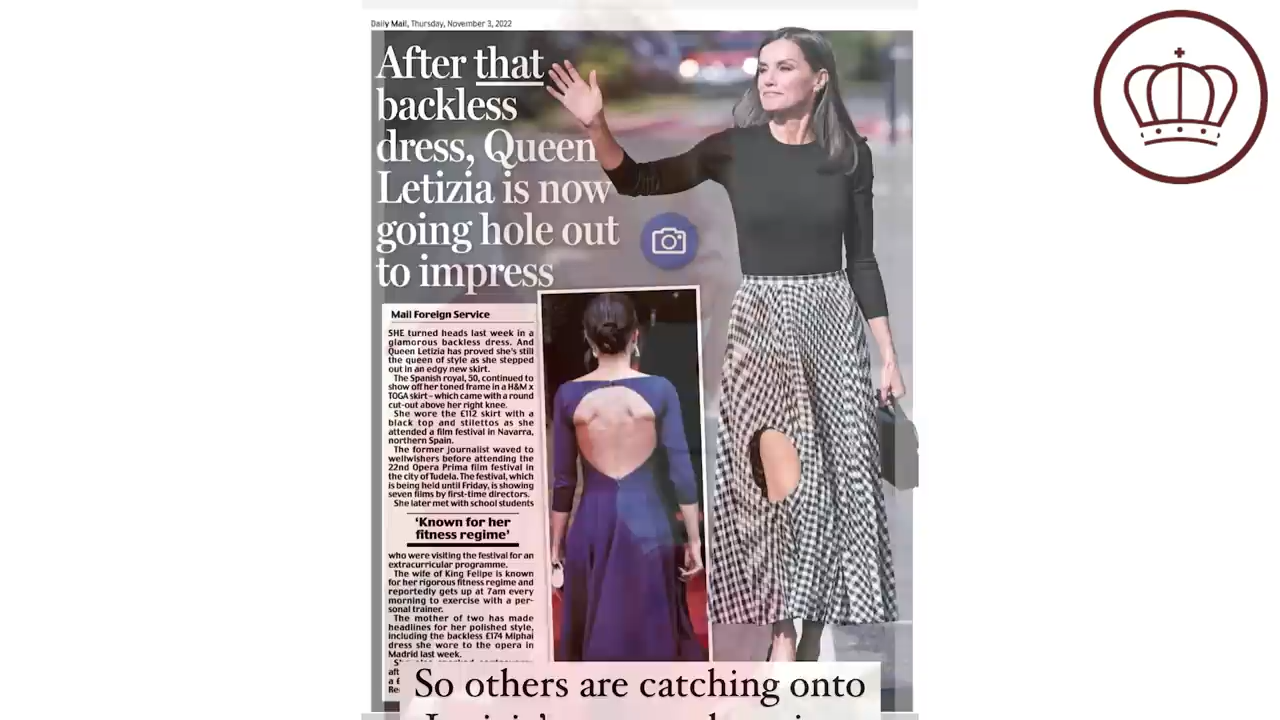 Daily Mail, Thursday, November 3, 2022
After that
backless
dress, Queen
Letizia is now
going hole out
to impress
Mail Foreign Service
SHE turned heads last week in a
glamorous backless dress. And
Queen Letizia has proved she's still
the queen of style as she stepped
out in an edgy new skirt.
The Spanish royal, 50, continued to
show off her toned frame in a H&M x
TOGA skirt – which came with a round
cut-out above her right knee.
She wore the £112 skirt with a
black top and stilettos as she
attended a film festival in Navarra,
northern Spain.
The former journalist waved to
wellwishers before attending the
22nd Opera Prima film festival in
the city of Tudela. The festival, which
is being held until Friday, is showing
seven films by first-time directors.
She later met with school students
'Known for her
fitness regime'
who were visiting the festival for an
extracurricular programme.
The wife of King Felipe is known
for her rigorous fitness regime and
reportedly gets up at 7am every
morning to exercise with a per-
sonal trainer.
The mother of two has made
headlines for her polished style,
including the backless £174 Miphai
dress she wore to the opera in
Madrid last week.
So others are catching onto